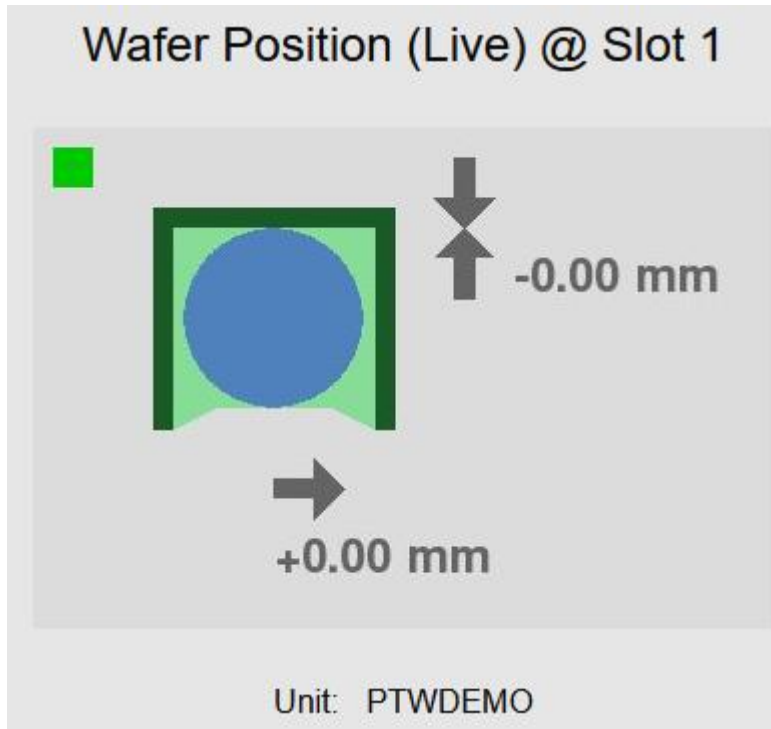 Wafer Position (Live) @ Slot 1
-0.00 mm
+0.00 mm
Unit: PTWDEMO